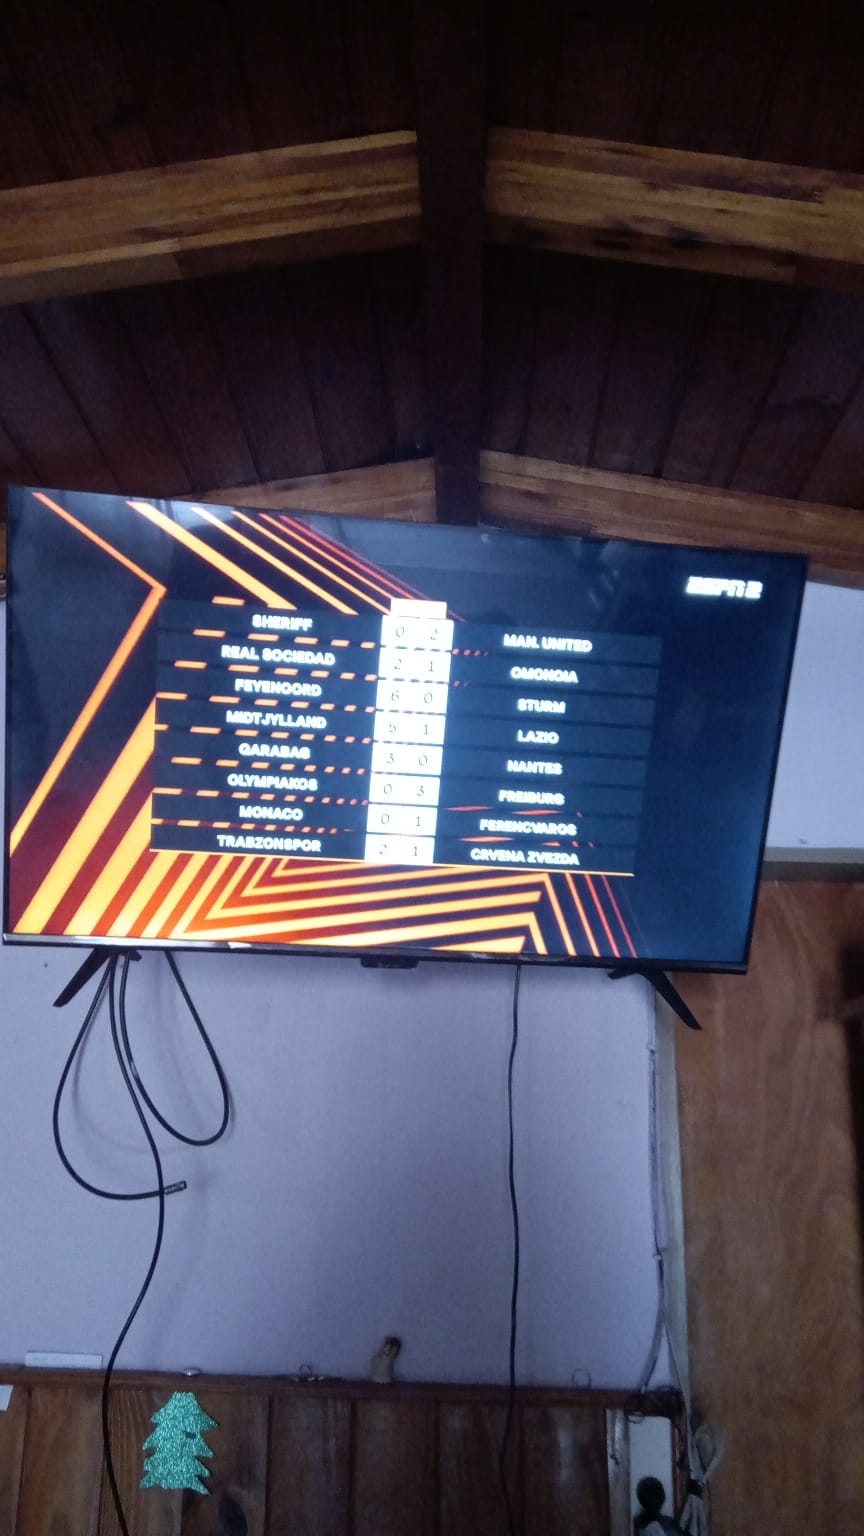 ESPN 2
SHERIFF 0 2 MAN. UNITED
REAL SOCIEDAD 2 1 OMONOIA
FEYENOORD 6 0 STURM
MIDTJYLLAND 5 1 LAZIO
QARABAG 3 0 NANTES
OLYMPIAKOS 0 3 FREIBURG
MONACO 0 1 FERENCVAROS
TRABZONSPOR 2 1 CRVENA ZVEZDA